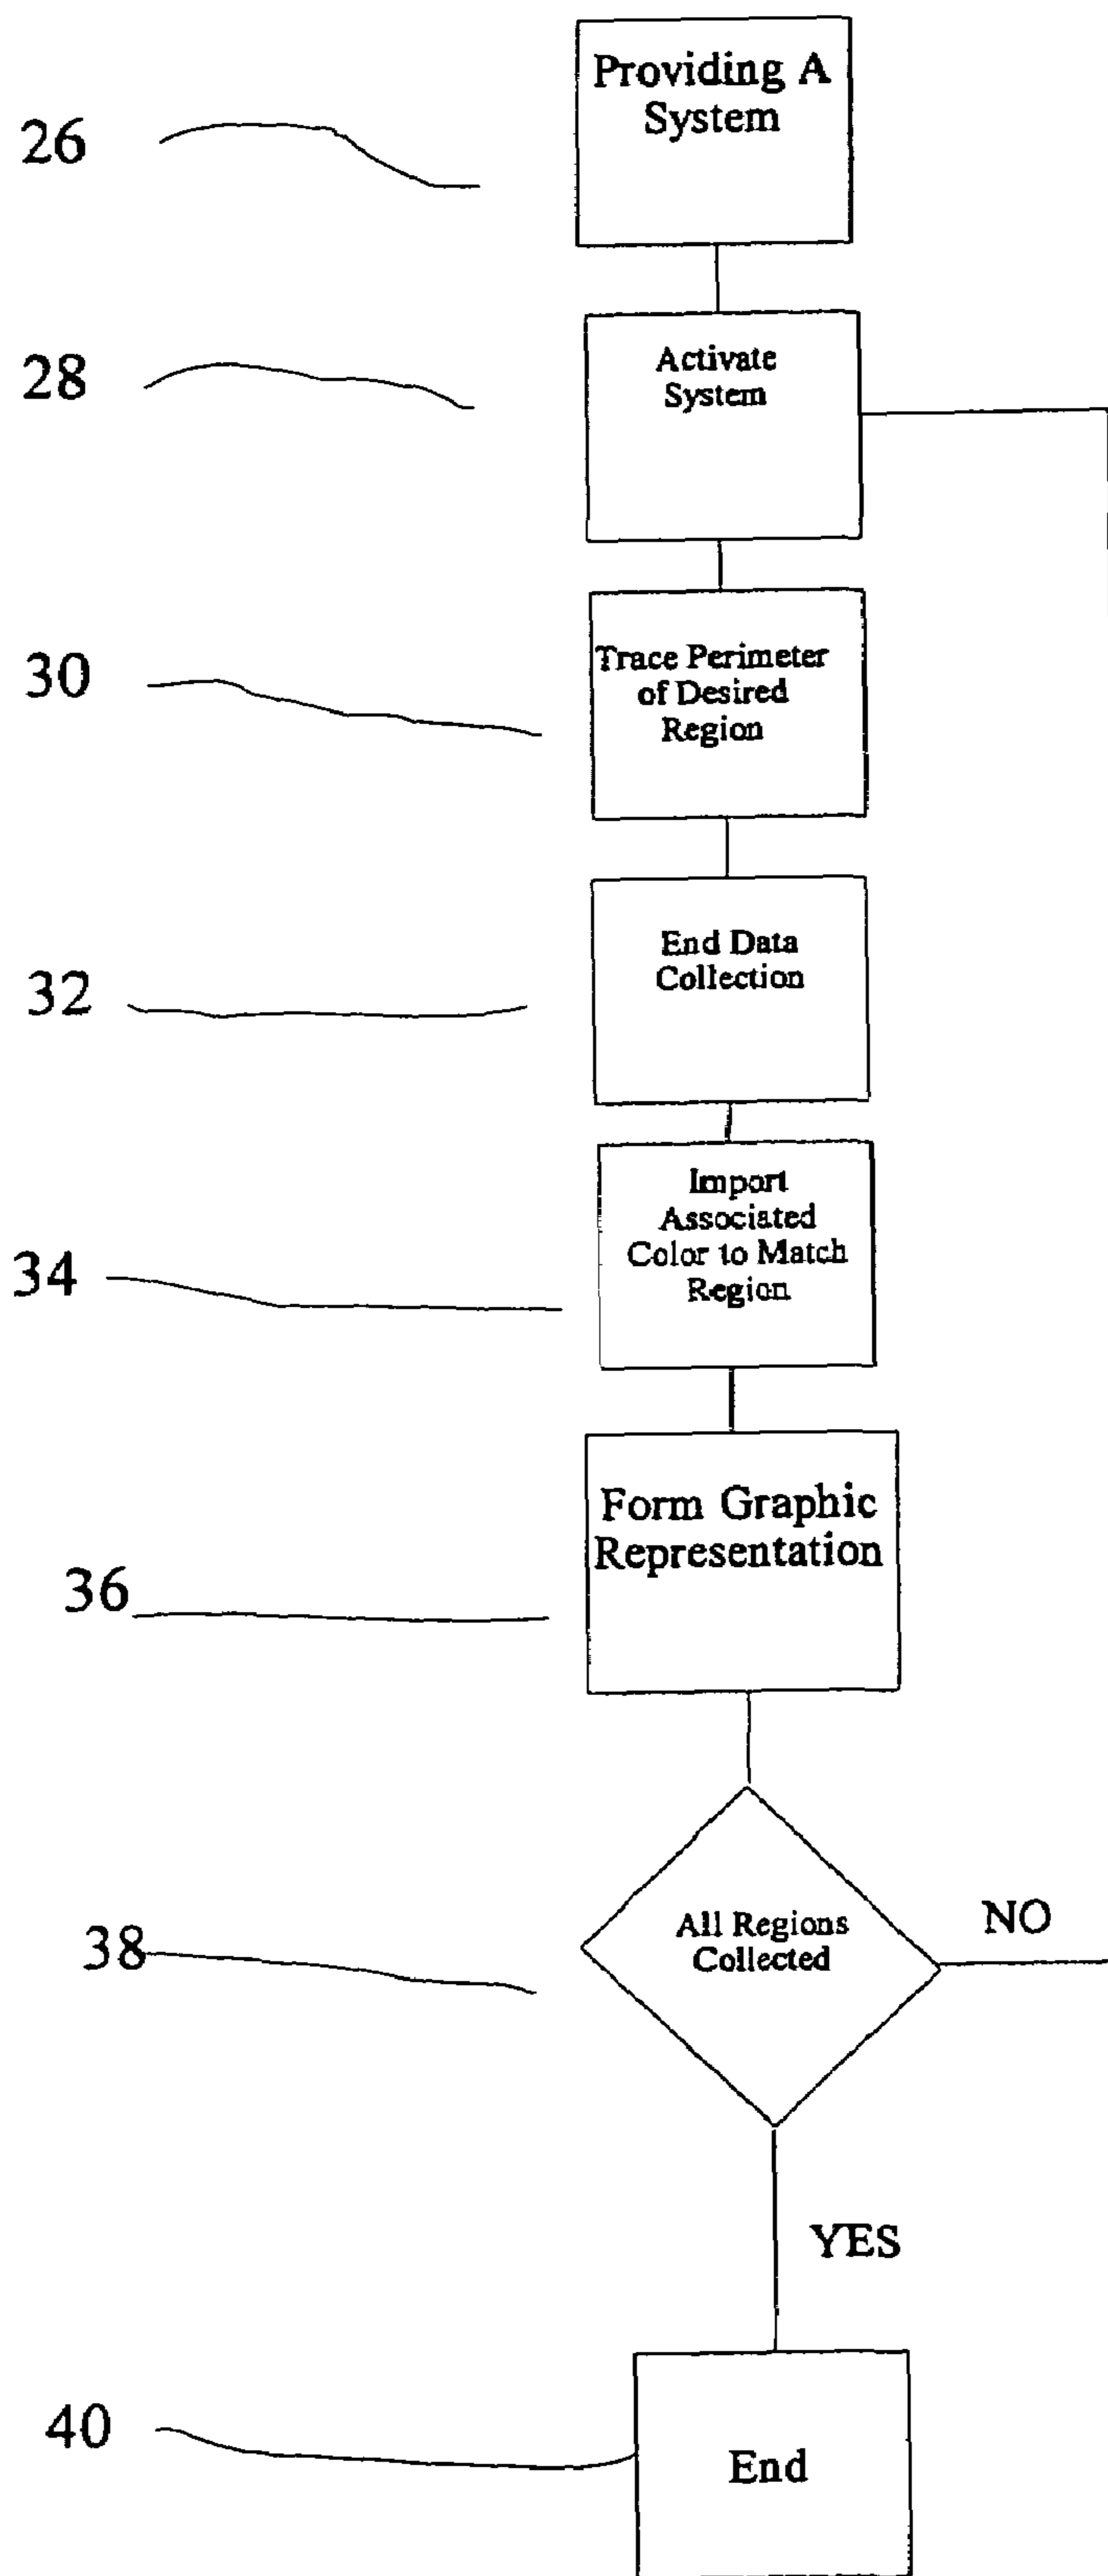 Providing A
System
26
Activate
System
28
Trace Perimeter
of Desired
Region
30
End Data
Collection
32
Import
Associated
Color to Match
Region
34
Form Graphic
Representation
36
All Regions
Collected
NO
38
YES
40
End